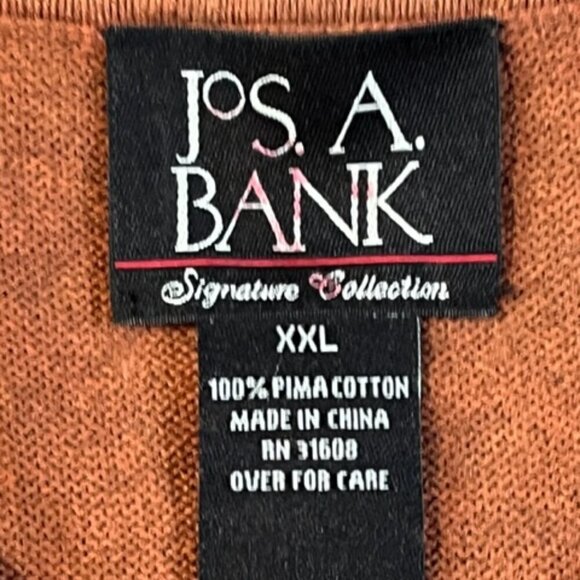 JOS. A.
BANK
Signature Collection
XXL
100% PIMA COTTON
MADE IN CHINA
RN 31608
OVER FOR CARE